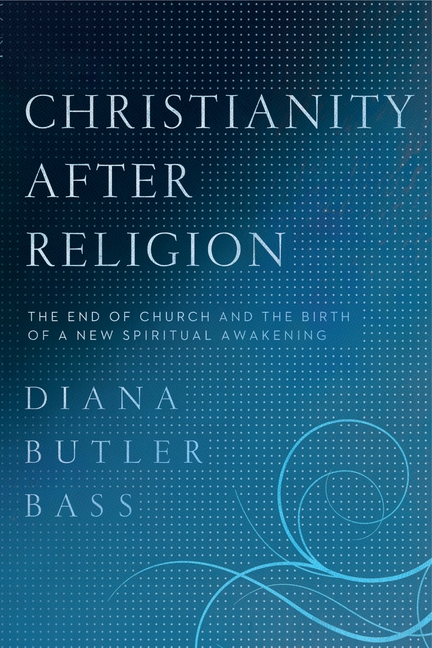 CHRISTIANITY
AFTER
RELIGION
THE END OF CHURCH AND THE BIRTH
OF A NEW SPIRITUAL AWAKENING
DIANA
BUTLER
BASS